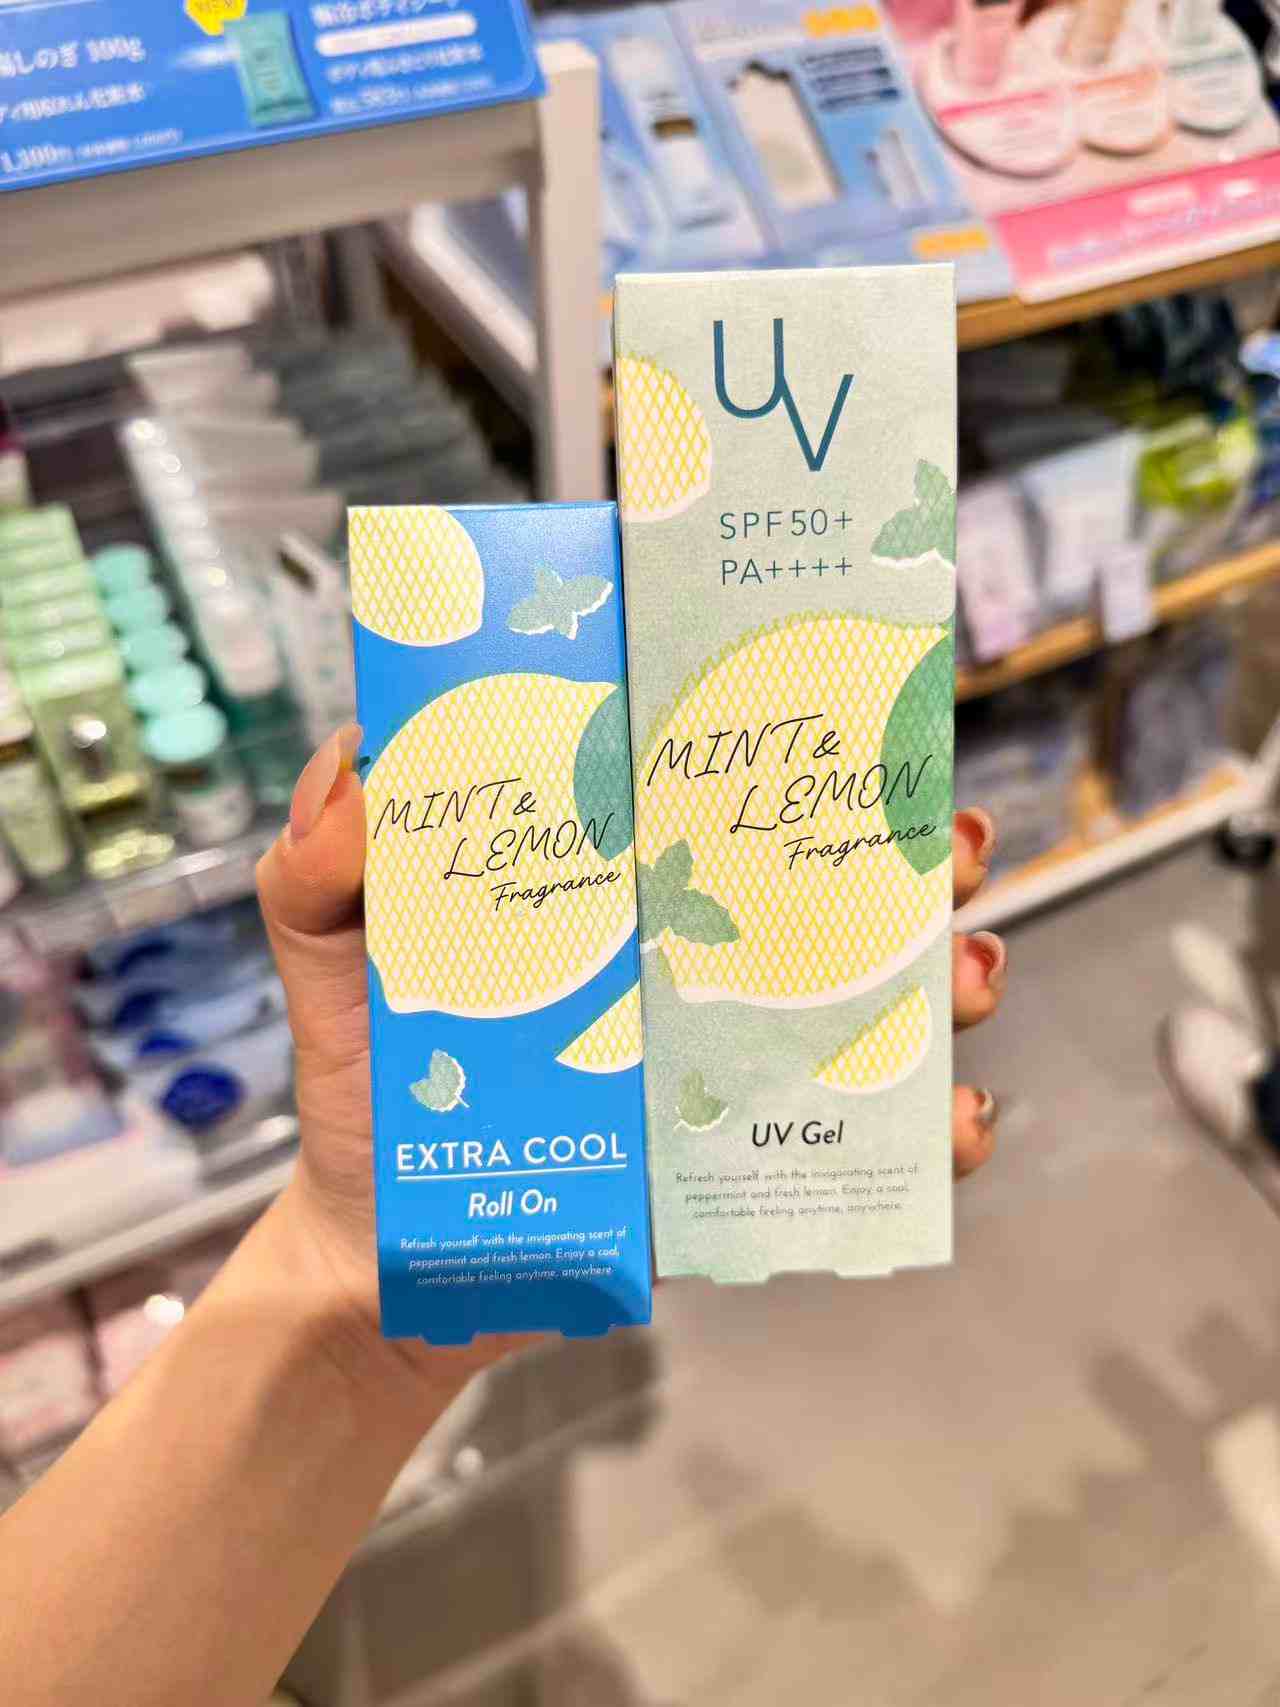 100g
UV
SPF50+
PA++++
MINT &
LEMON
Fragrance
UV Gel
Refresh yourself with the invigorating scent of
peppermint and fresh lemon. Enjoy a cool,
comfortable feeling anytime, anywhere.
MINT &
LEMON
Fragrance
EXTRA COOL
Roll On
Refresh yourself with the invigorating scent of
peppermint and fresh lemon. Enjoy a cool,
comfortable feeling anytime, anywhere.